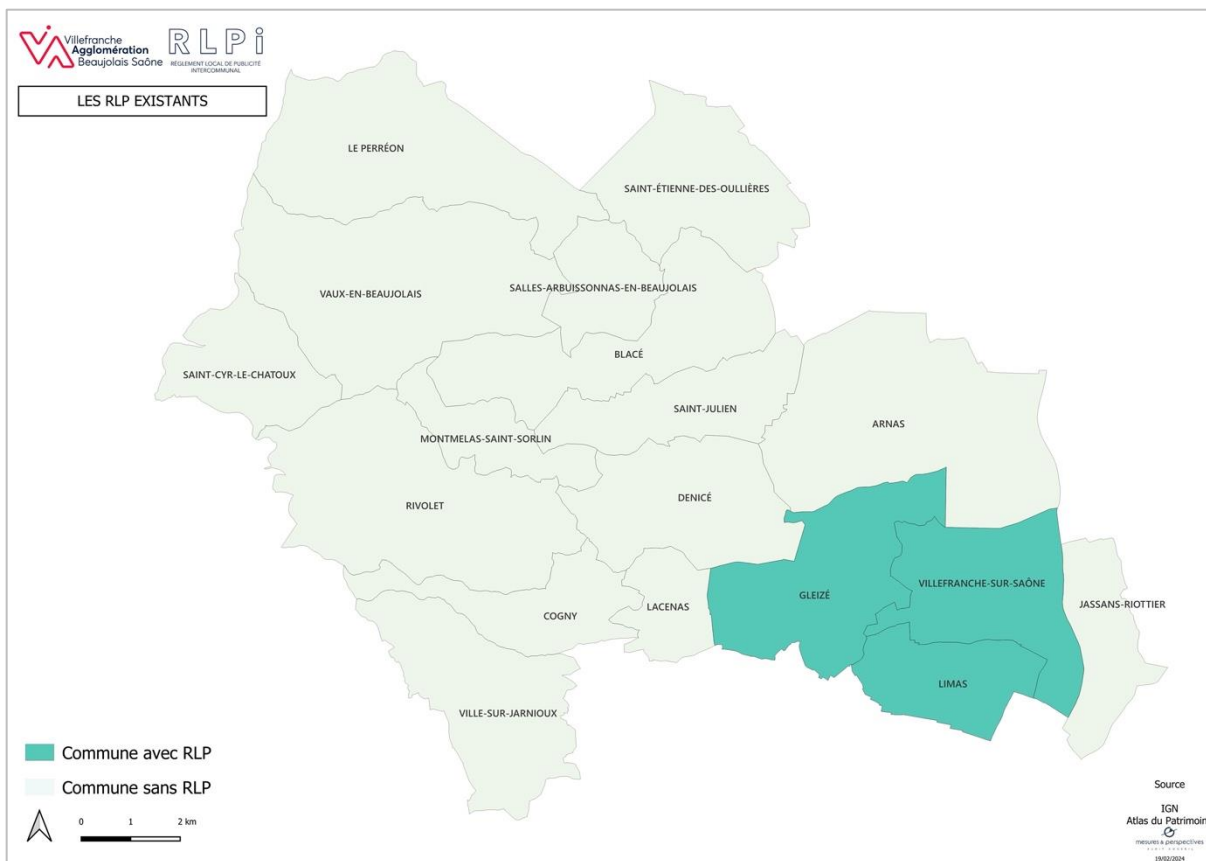 Villefranche
Agglomération
Beaujolais Saône
RLPi
RÈGLEMENT LOCAL DE PUBLICITÉ
INTERCOMMUNAL
LES RLP EXISTANTS
LE PERRÉON
SAINT-ÉTIENNE-DES-OULLIÈRES
VAUX-EN-BEAUJOLAIS
SALLES-ARBUISSONNAS-EN-BEAUJOLAIS
BLACÉ
SAINT-CYR-LE-CHATOUX
SAINT-JULIEN
ARNAS
MONTMELAS-SAINT-SORLIN
RIVOLET
DENICÉ
VILLEFRANCHE-SUR-SAÔNE
GLEIZÉ
LACENAS
JASSANS-RIOTTIER
COGNY
LIMAS
VILLE-SUR-JARNIOUX
Commune avec RLP
Commune sans RLP
0 1 2 km
Source
IGN
Atlas du Patrimoin
mesures & perspectives
19/02/2024